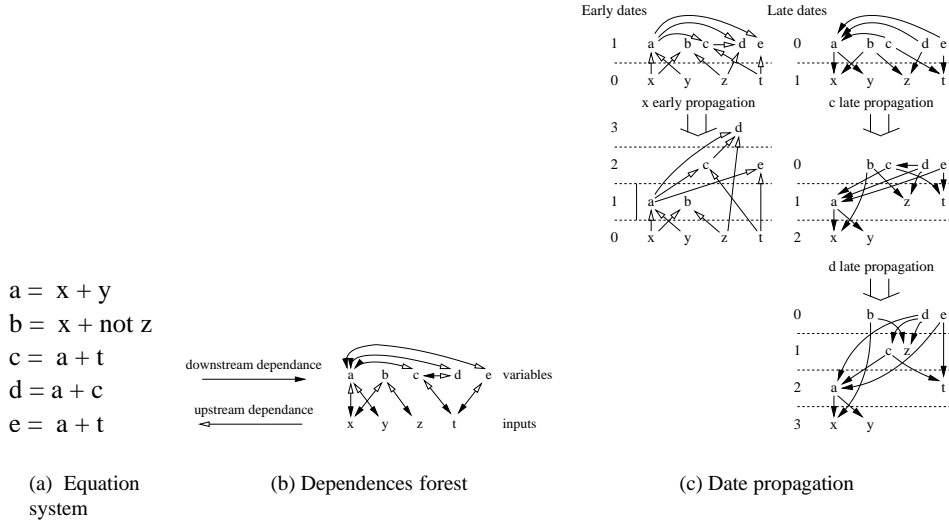 a = x + y
b = x + not z
c = a + t
d = a + c
e = a + t
(a) Equation
system
downstream dependance
upstream dependance
a b c d e variables
x y z t inputs
(b) Dependences forest
Early dates
1 a b c d e
0 x y z t
x early propagation
3 d
2 c e
1 a b
0 x y z t
Late dates
0 a b c d e
1 x y z t
c late propagation
0 b c d e
1 a z t
2 x y
d late propagation
0 b d e
1 c z
2 a t
3 x y
(c) Date propagation